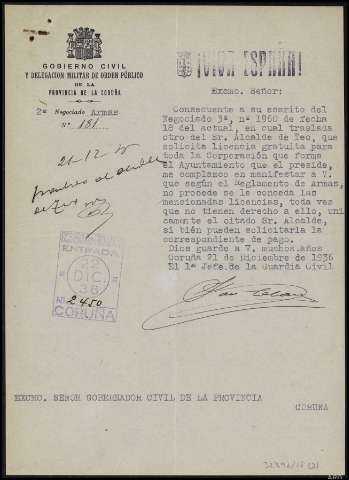 GOBIERNO CIVIL
Y DELEGACION MILITAR DE ORDEN PÚBLICO
DE LA
PROVINCIA DE LA CORUÑA
2º Negociado Armas
Nº 181
¡VIVA ESPAÑA!
Excmo. Señor:
Consecuente a su escrito del
Negociado 3º, nº 1960 de fecha
18 del actual, en cual traslada
otro del Sr. Alcalde de Teo, que
solicita licencia gratuita para
toda la Corporación que forma
El Ayuntamiento que el preside,
me complazco en manifestar a V.
que según el Reglamento de Armas,
no procede se le conceda las
mencionadas licencias, toda vez
que no tienen derecho a ello, uni
camente el citado Sr. Alcalde,
si bién pueden solicitarla la
correspondiente de pago.
Dios guarde a V. muchos años
Coruña 21 de Diciembre de 1936
El 1º Jefe de la Guardia Civil
21-12
ENTRADA
22
DIC.
36
Nº 2450
CORUÑA
EXCMO. SEÑOR GOBERNADOR CIVIL DE LA PROVINCIA
CORUÑA